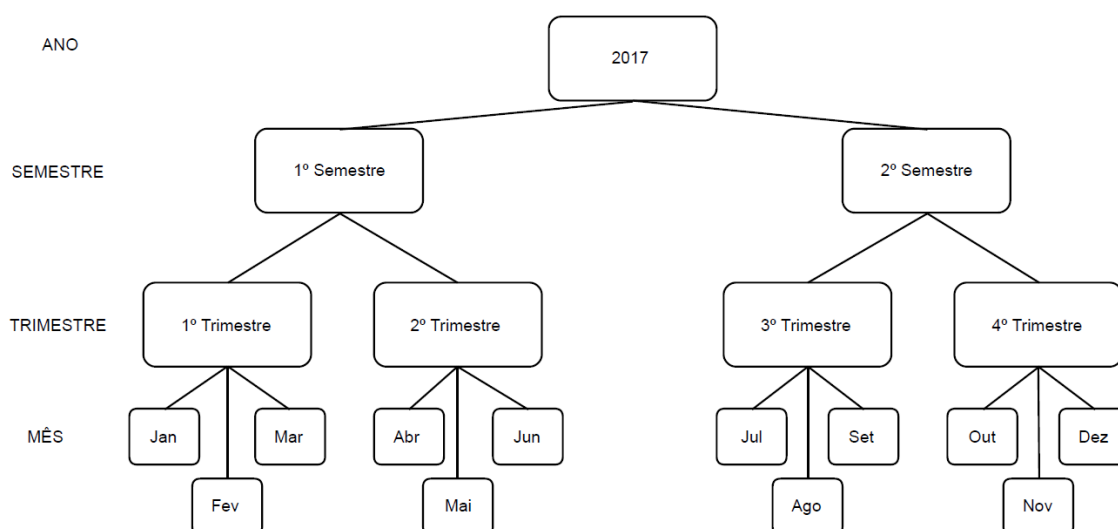 ANO
2017
SEMESTRE
1º Semestre
2º Semestre
TRIMESTRE
1º Trimestre
2º Trimestre
3º Trimestre
4º Trimestre
MÊS
Jan
Mar
Abr
Jun
Jul
Set
Out
Dez
Fev
Mai
Ago
Nov